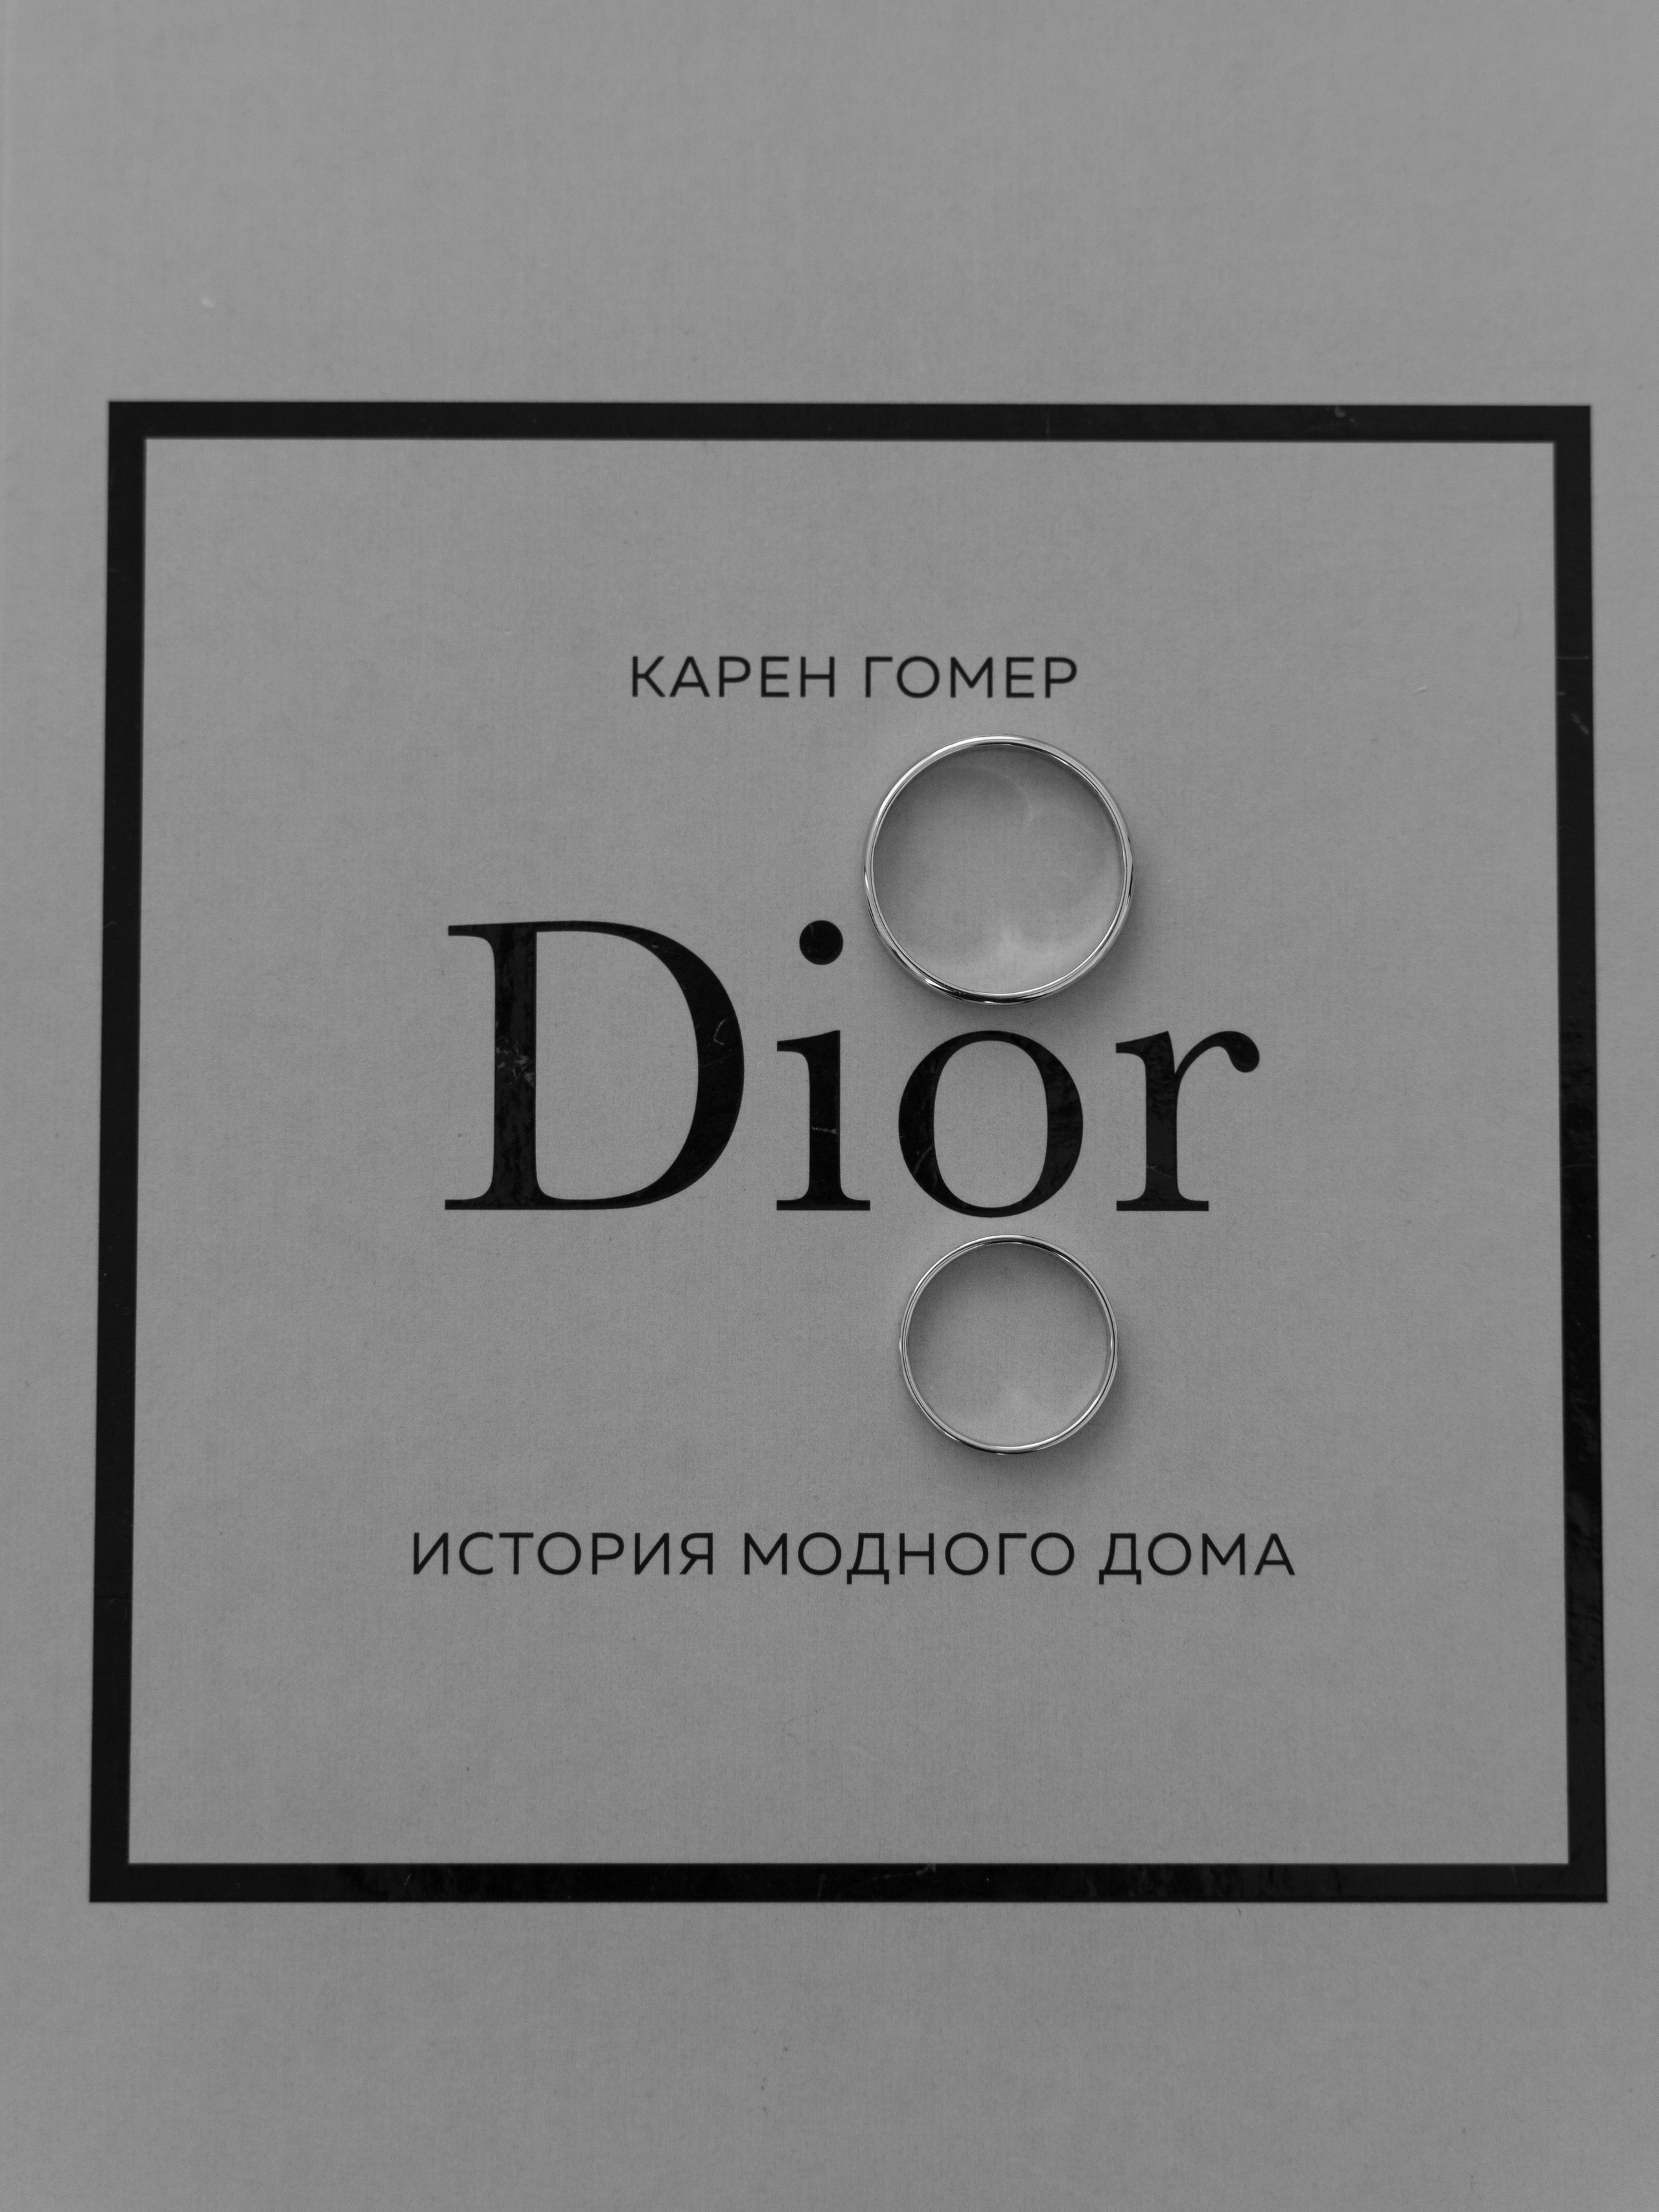 КАРЕН ГОМЕР
Dior
ИСТОРИЯ МОДНОГО ДОМА